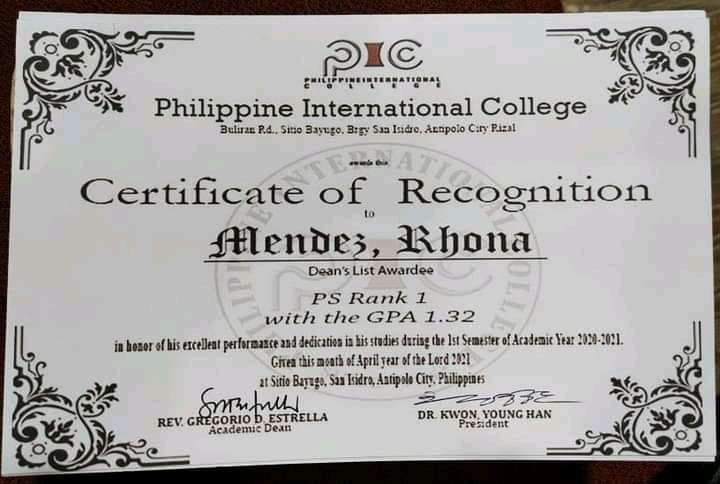 PIC
PHILIPPINE INTERNATIONAL
COLLEGE
Philippine International College
Buliran Rd., Sitio Bayugo, Brgy San Isidro, Antipolo City Rizal
awards this
Certificate of Recognition
to
Mendez, Rhona
Dean's List Awardee
PS Rank 1
with the GPA 1.32
in honor of his excellent performance and dedication in his studies during the 1st Semester of Academic Year 2020-2021.
Given this month of April year of the Lord 2021
at Sitio Bayugo, San Isidro, Antipolo City, Philippines
REV. GREGORIO D. ESTRELLA
Academic Dean
DR. KWON, YOUNG HAN
President
PHILIPPINE INTERNATIONAL COLLEGE
PIC